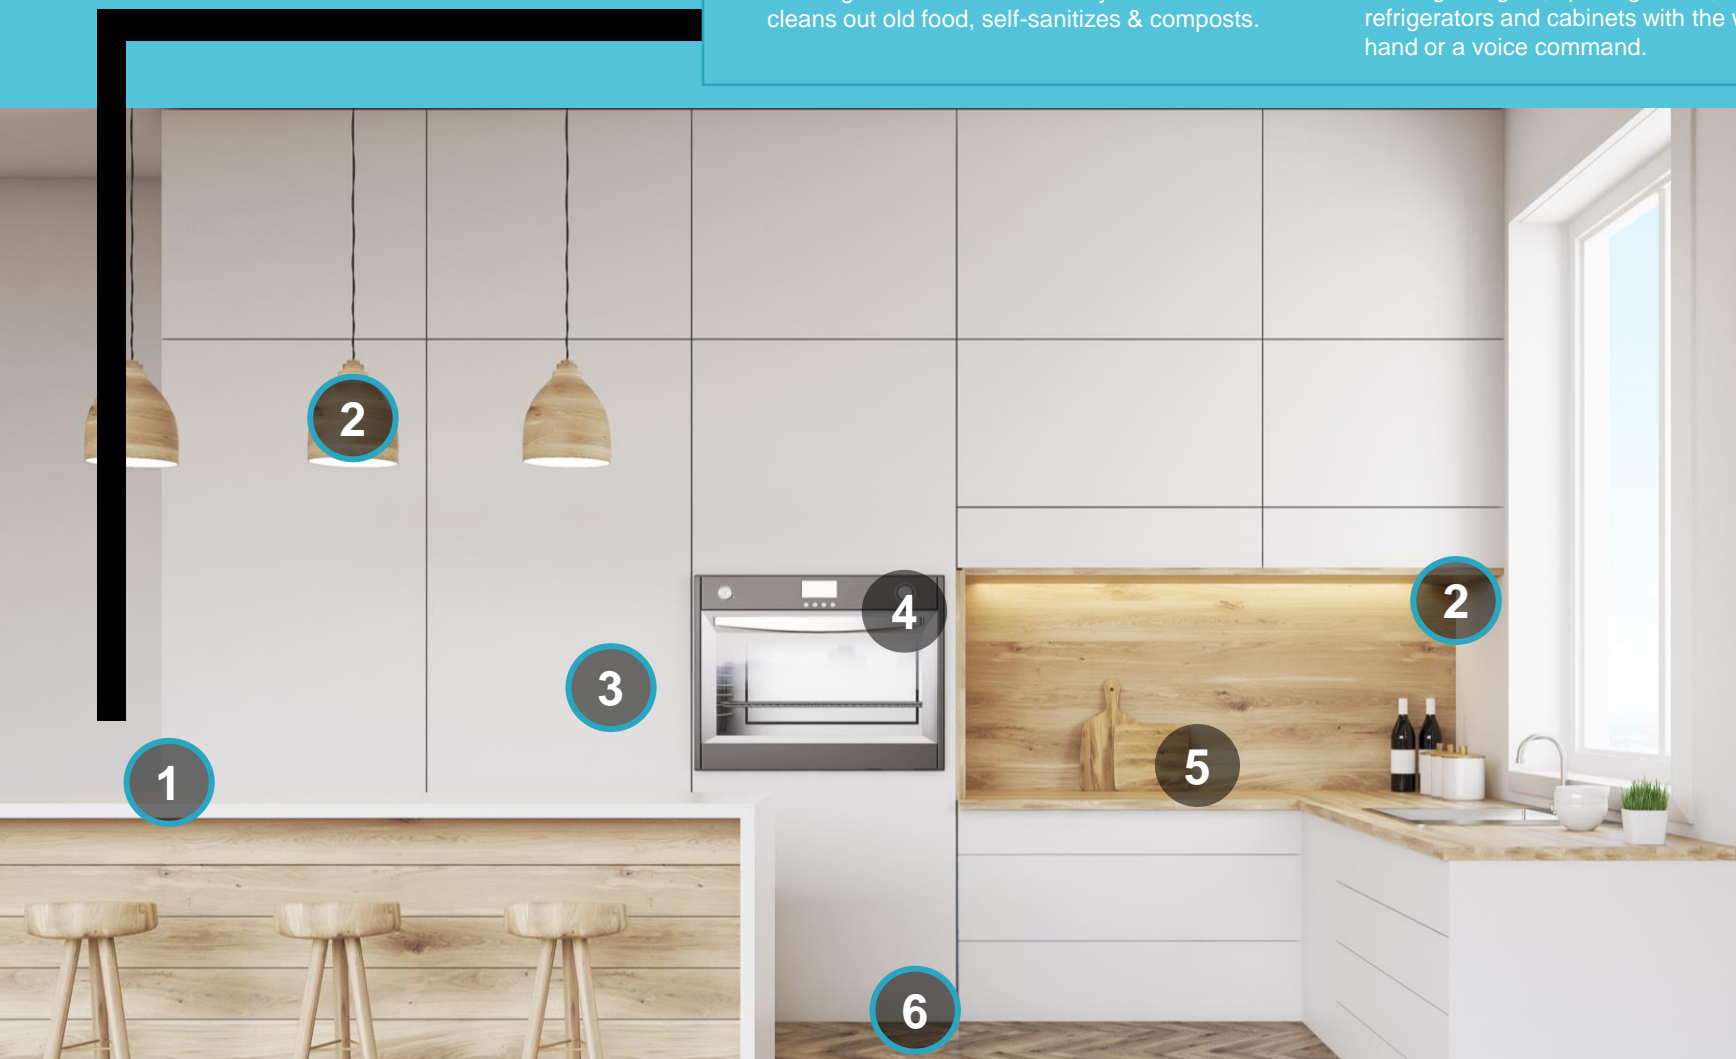 cleans out old food, self-sanitizes & composts.
refrigerators and cabinets with the
hand or a voice command.
2
2
4
3
5
1
6